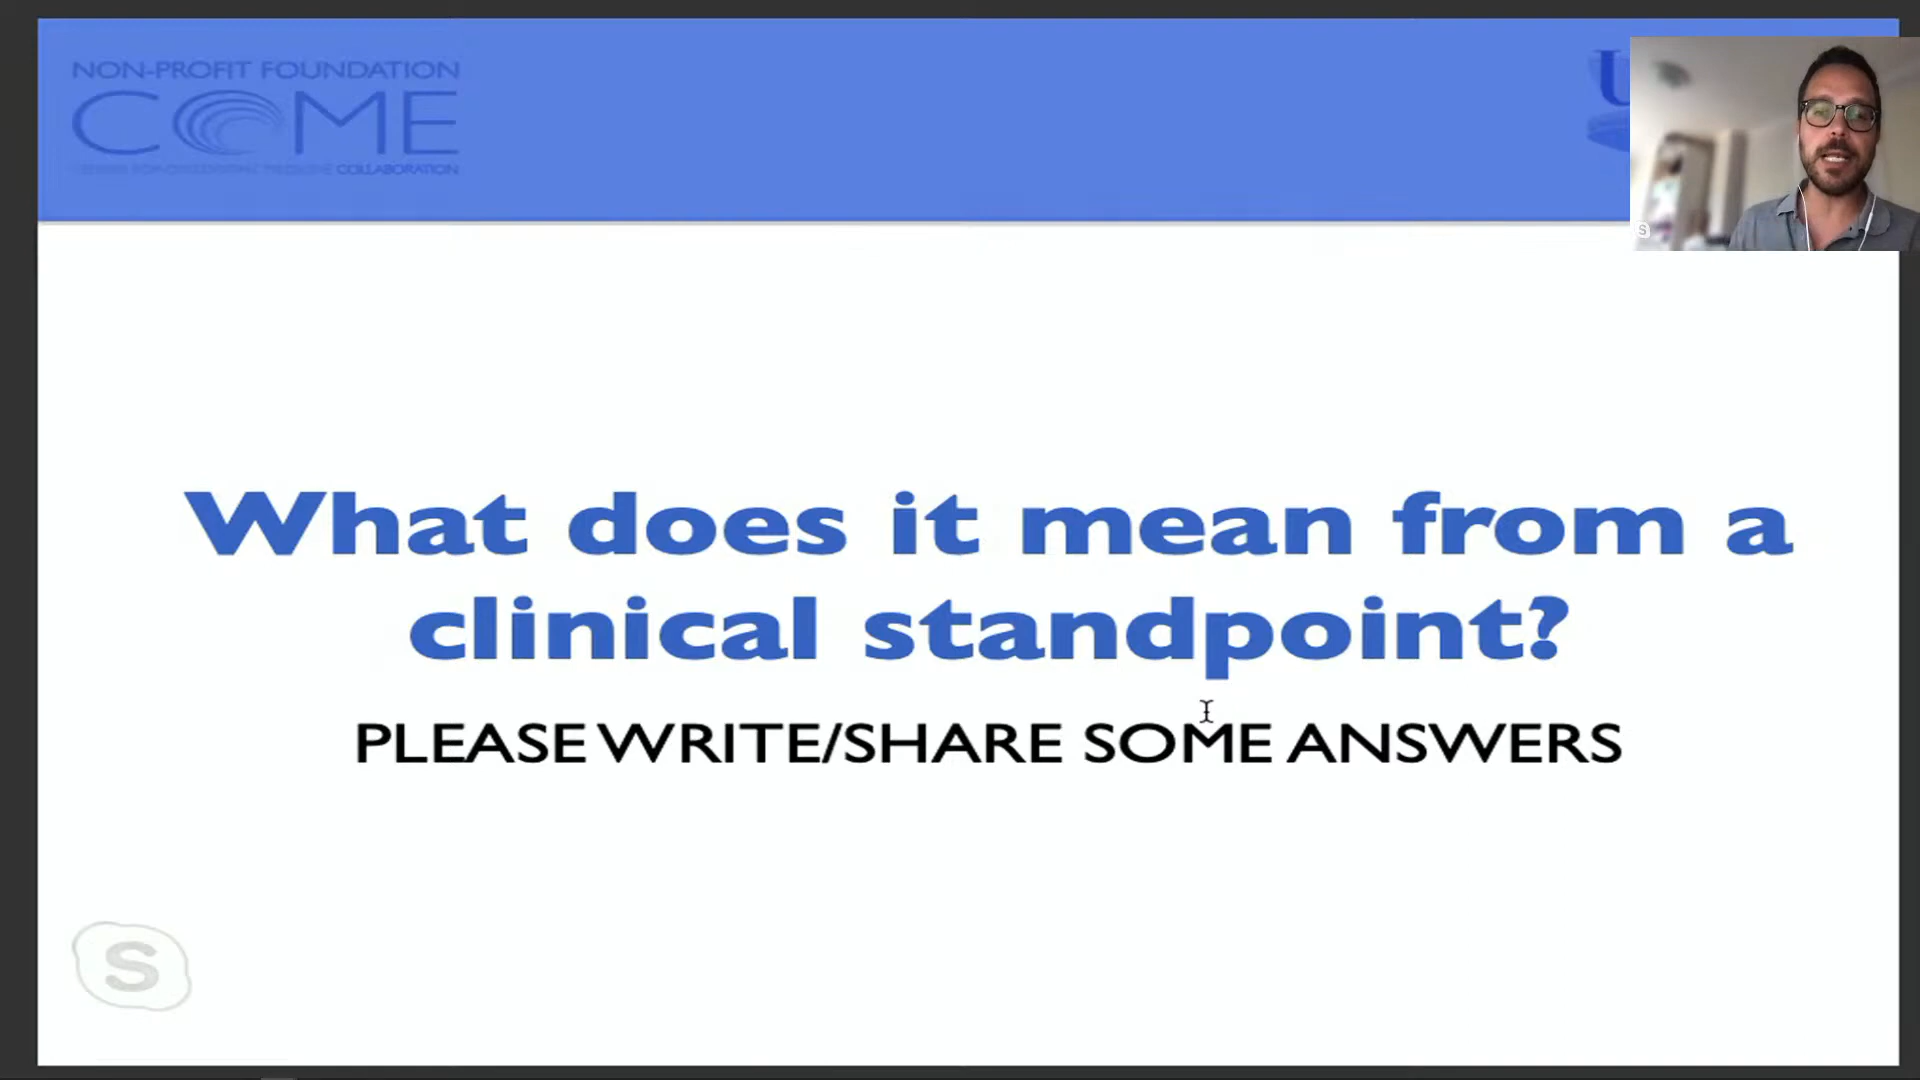 NON-PROFIT FOUNDATION
COME
COLLABORATION
U
What does it mean from a
clinical standpoint?
PLEASE WRITE/SHARE SOME ANSWERS
S
S